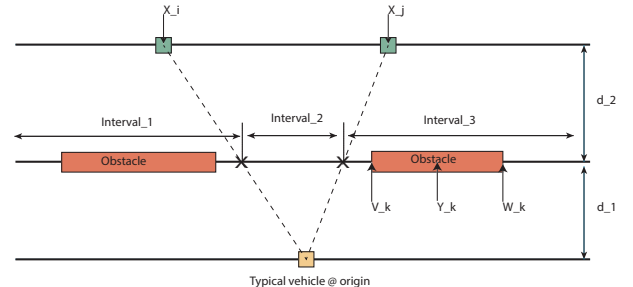 X_i
X_j
d_2
Interval_1
Interval_2
Interval_3
Obstacle
Obstacle
V_k
Y_k
W_k
d_1
Typical vehicle @ origin